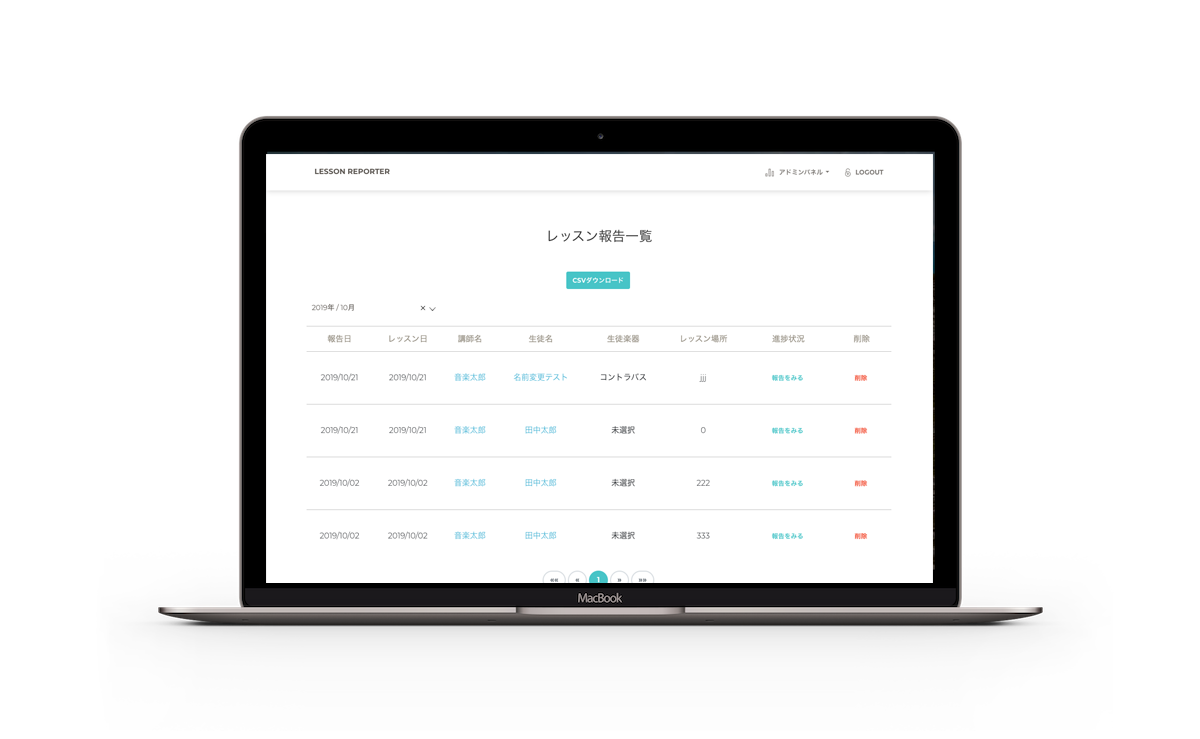 LESSON REPORTER アドミンパネル LOGOUT
レッスン報告一覧
CSVダウンロード
2019年 / 10月 ×
報告日 レッスン日 講師名 生徒名 生徒楽器 レッスン場所 進捗状況 削除
2019/10/21 2019/10/21 音楽太郎 名前変更テスト コントラバス jjj 報告をみる 削除
2019/10/21 2019/10/21 音楽太郎 田中太郎 未選択 0 報告をみる 削除
2019/10/02 2019/10/02 音楽太郎 田中太郎 未選択 222 報告をみる 削除
2019/10/02 2019/10/02 音楽太郎 田中太郎 未選択 333 報告をみる 削除
«« « 1 » »»
MacBook